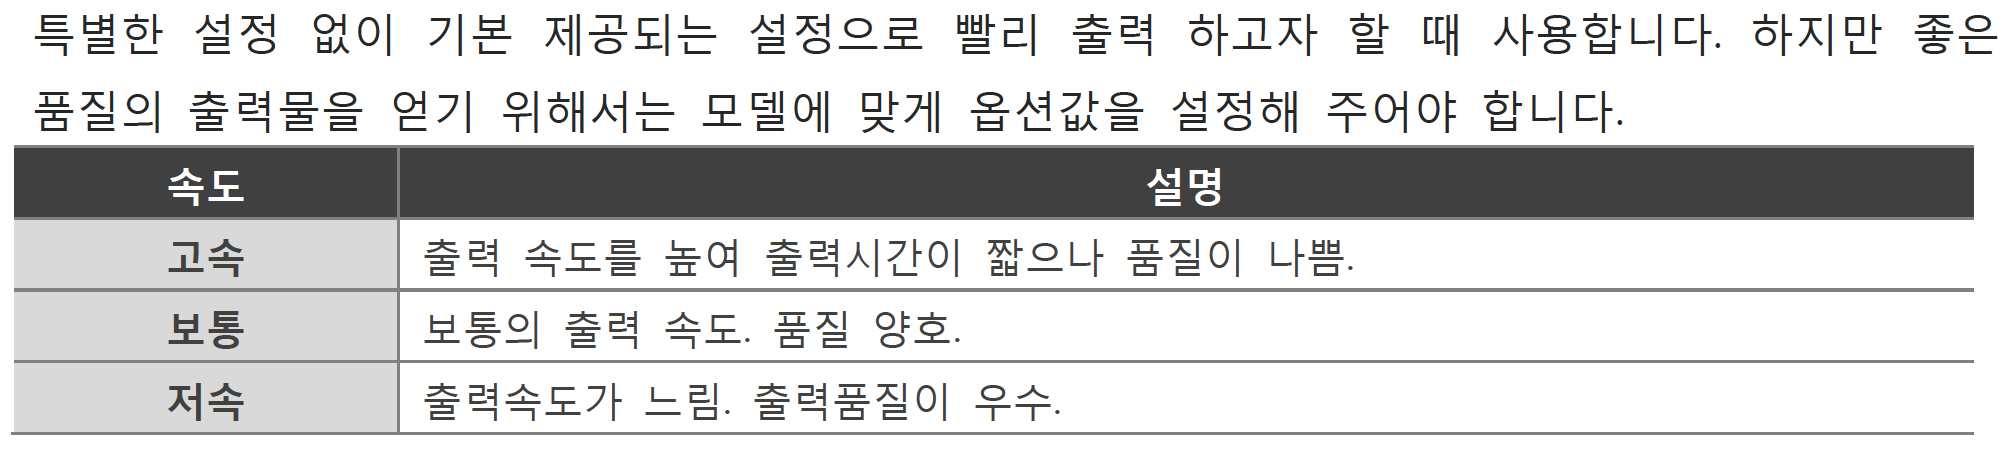 특별한 설정 없이 기본 제공되는 설정으로 빨리 출력 하고자 할 때 사용합니다. 하지만 좋은
품질의 출력물을 얻기 위해서는 모델에 맞게 옵션값을 설정해 주어야 합니다.
속도 설명
고속 출력 속도를 높여 출력시간이 짧으나 품질이 나쁨.
보통 보통의 출력 속도. 품질 양호.
저속 출력속도가 느림. 출력품질이 우수.